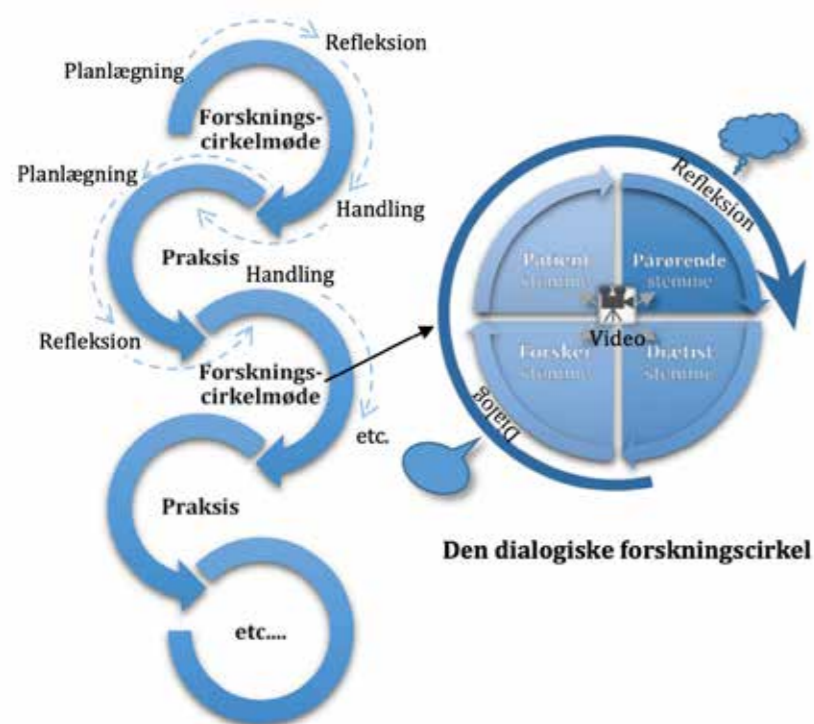 Planlægning
Refleksion
Forsknings-
cirkelmøde
Planlægning
Handling
Praksis
Handling
Refleksion
Forsknings-
cirkelmøde
etc.
Praksis
etc....
Refleksion
Patient
stemme
Pårørende
stemme
Video
Forsker
stemme
Diætist
stemme
Dialog
Den dialogiske forskningscirkel